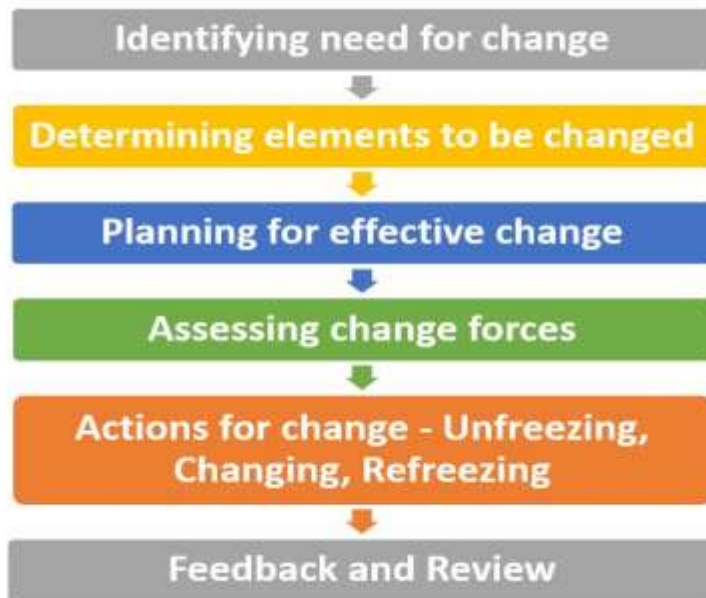 Identifying need for change
Determining elements to be changed
Planning for effective change
Assessing change forces
Actions for change - Unfreezing,
Changing, Refreezing
Feedback and Review